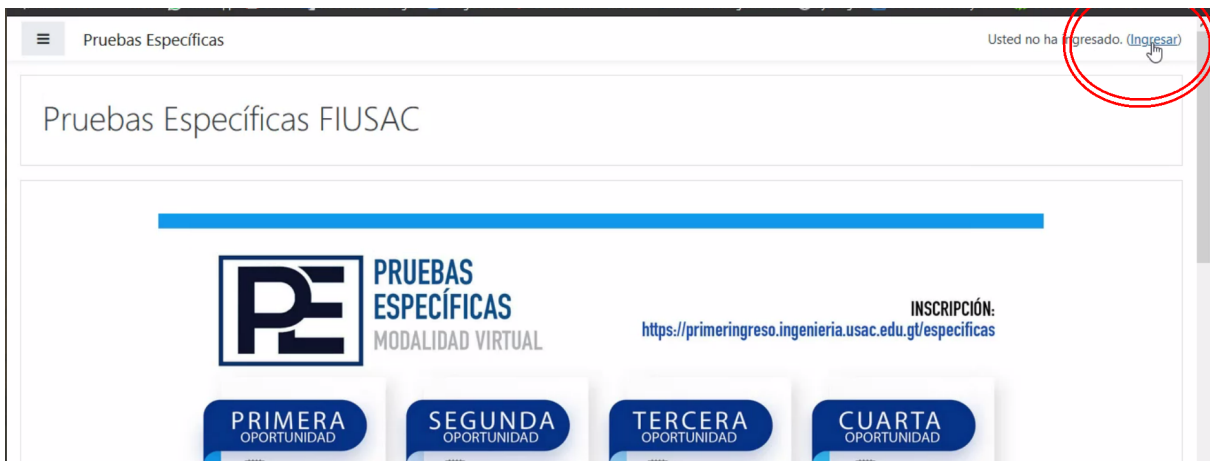 Pruebas Específicas
Usted no ha ingresado. (Ingresar)
Pruebas Específicas FIUSAC
PE
PRUEBAS
ESPECÍFICAS
MODALIDAD VIRTUAL
INSCRIPCIÓN:
https://primeringreso.ingenieria.usac.edu.gt/especificas
PRIMERA
OPORTUNIDAD
SEGUNDA
OPORTUNIDAD
TERCERA
OPORTUNIDAD
CUARTA
OPORTUNIDAD